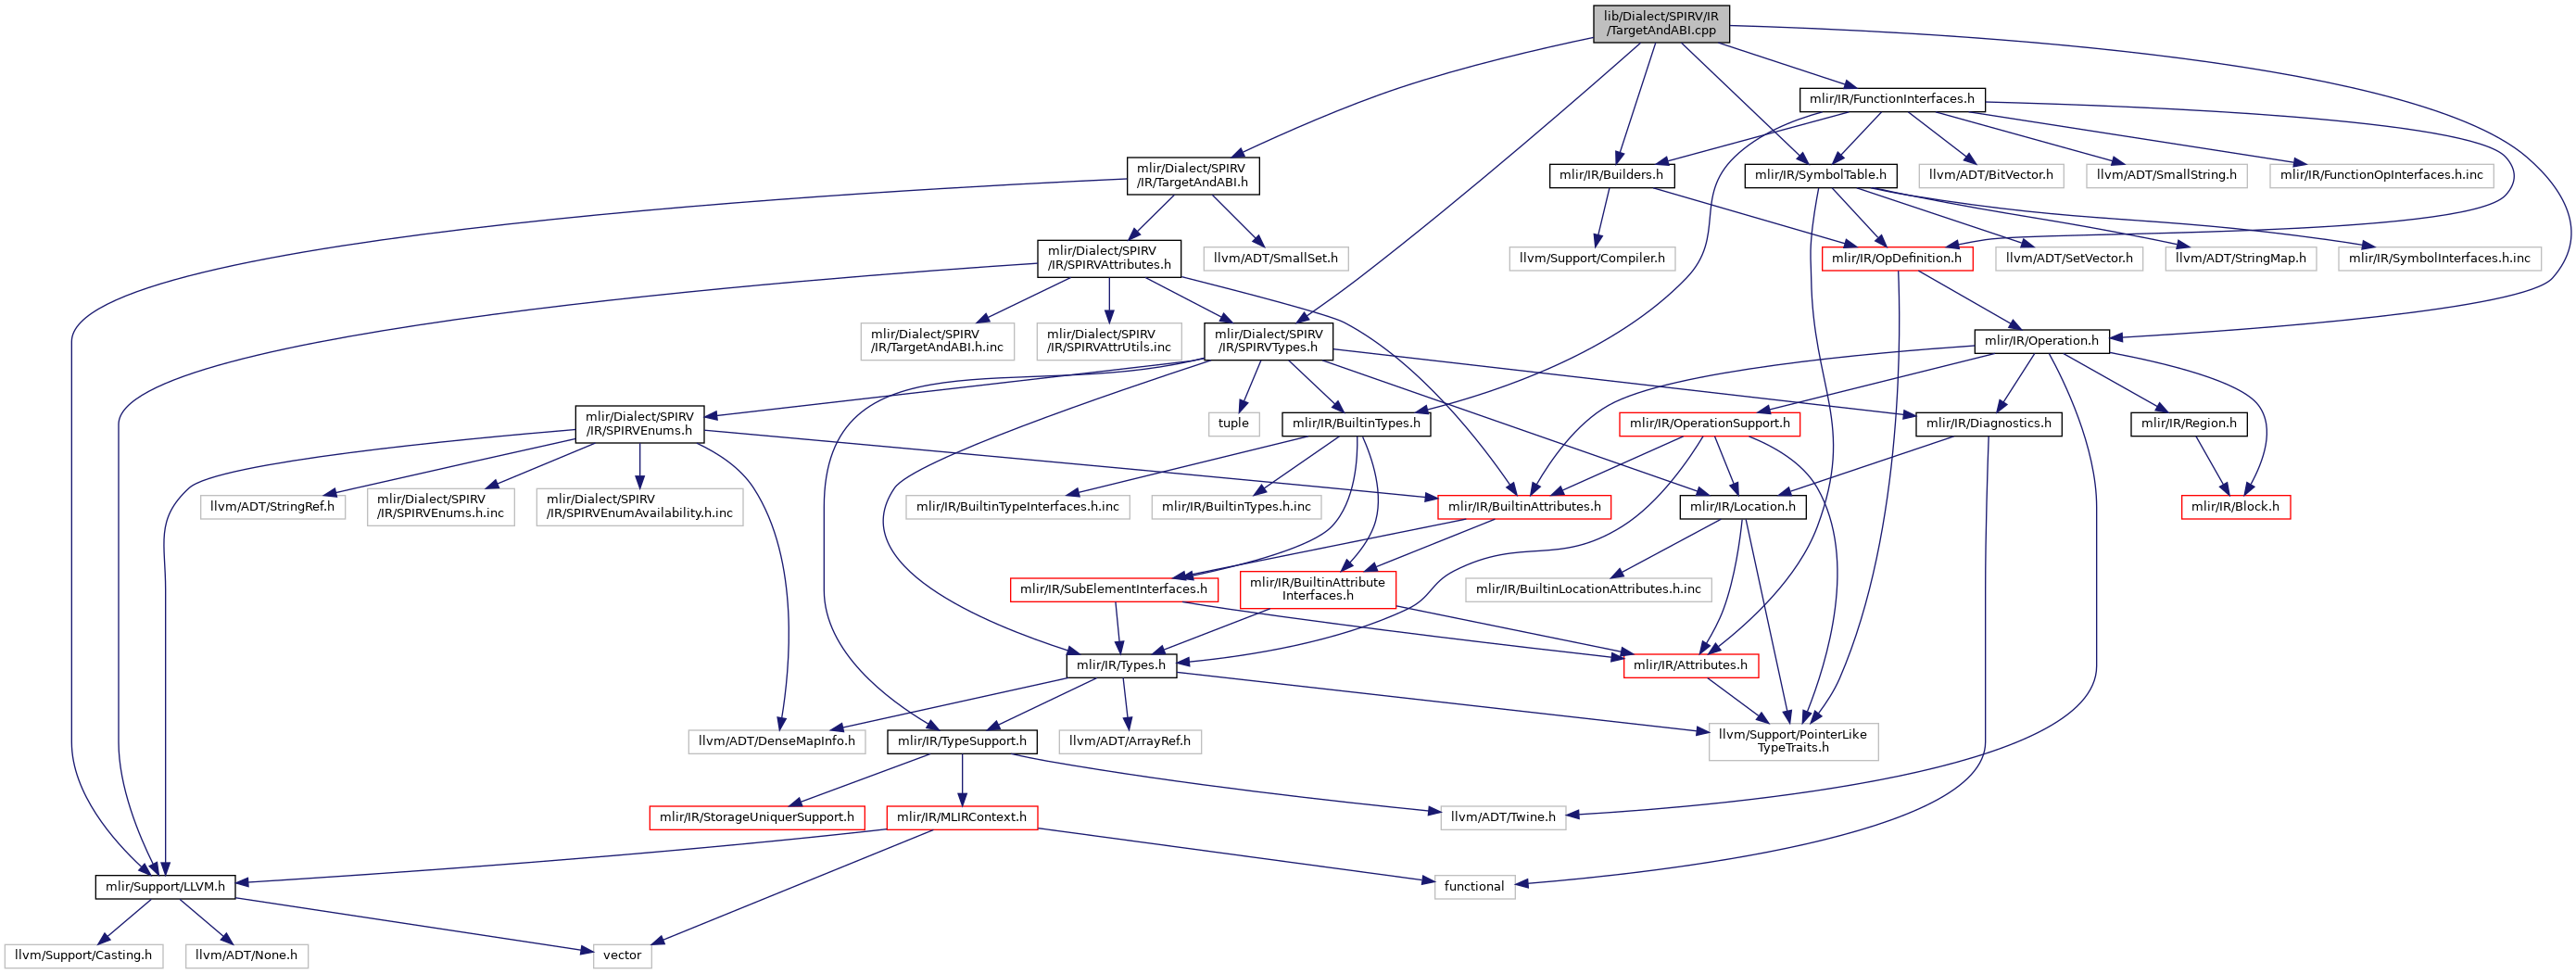 lib/Dialect/SPIRV/IR
/TargetAndABI.cpp
mlir/IR/FunctionInterfaces.h
mlir/Dialect/SPIRV
/IR/TargetAndABI.h
mlir/IR/Builders.h
mlir/IR/SymbolTable.h
llvm/ADT/BitVector.h
llvm/ADT/SmallString.h
mlir/IR/FunctionOpInterfaces.h.inc
mlir/Dialect/SPIRV
/IR/SPIRVAttributes.h
llvm/ADT/SmallSet.h
llvm/Support/Compiler.h
mlir/IR/OpDefinition.h
llvm/ADT/SetVector.h
llvm/ADT/StringMap.h
mlir/IR/SymbolInterfaces.h.inc
mlir/Dialect/SPIRV
/IR/TargetAndABI.h.inc
mlir/Dialect/SPIRV
/IR/SPIRVAttrUtils.inc
mlir/Dialect/SPIRV
/IR/SPIRVTypes.h
mlir/IR/Operation.h
mlir/Dialect/SPIRV
/IR/SPIRVEnums.h
tuple
mlir/IR/BuiltinTypes.h
mlir/IR/OperationSupport.h
mlir/IR/Diagnostics.h
mlir/IR/Region.h
llvm/ADT/StringRef.h
mlir/Dialect/SPIRV
/IR/SPIRVEnums.h.inc
mlir/Dialect/SPIRV
/IR/SPIRVEnumAvailability.h.inc
mlir/IR/BuiltinTypeInterfaces.h.inc
mlir/IR/BuiltinTypes.h.inc
mlir/IR/BuiltinAttributes.h
mlir/IR/Location.h
mlir/IR/Block.h
mlir/IR/SubElementInterfaces.h
mlir/IR/BuiltinAttribute
Interfaces.h
mlir/IR/BuiltinLocationAttributes.h.inc
mlir/IR/Types.h
mlir/IR/Attributes.h
llvm/ADT/DenseMapInfo.h
mlir/IR/TypeSupport.h
llvm/ADT/ArrayRef.h
llvm/Support/PointerLike
TypeTraits.h
mlir/IR/StorageUniquerSupport.h
mlir/IR/MLIRContext.h
llvm/ADT/Twine.h
mlir/Support/LLVM.h
functional
llvm/Support/Casting.h
llvm/ADT/None.h
vector